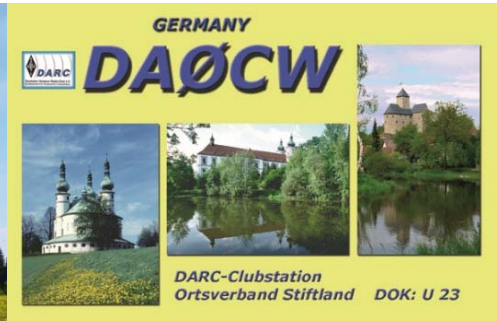 GERMANY
DARC
DAØCW
DARC-Clubstation
Ortsverband Stiftland DOK: U 23